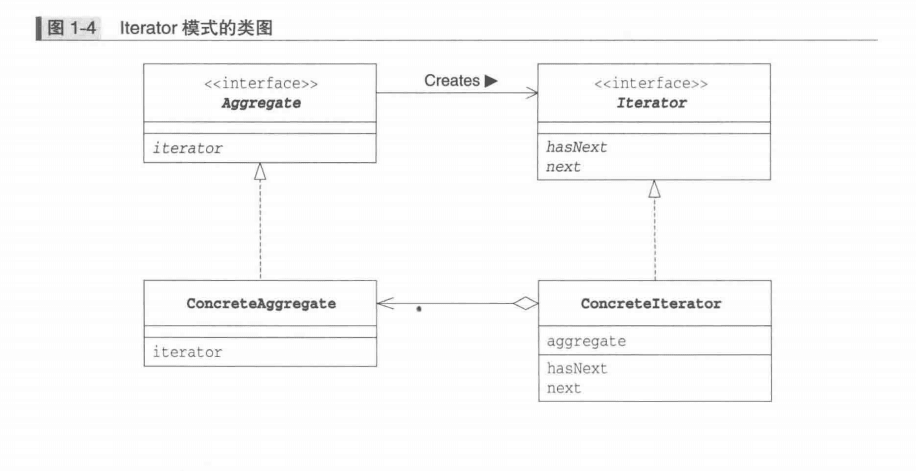 图 1-4 Iterator 模式的类图
<<interface>>
Aggregate
iterator
Creates ▶
<<interface>>
Iterator
hasNext
next
ConcreteAggregate
iterator
ConcreteIterator
aggregate
hasNext
next